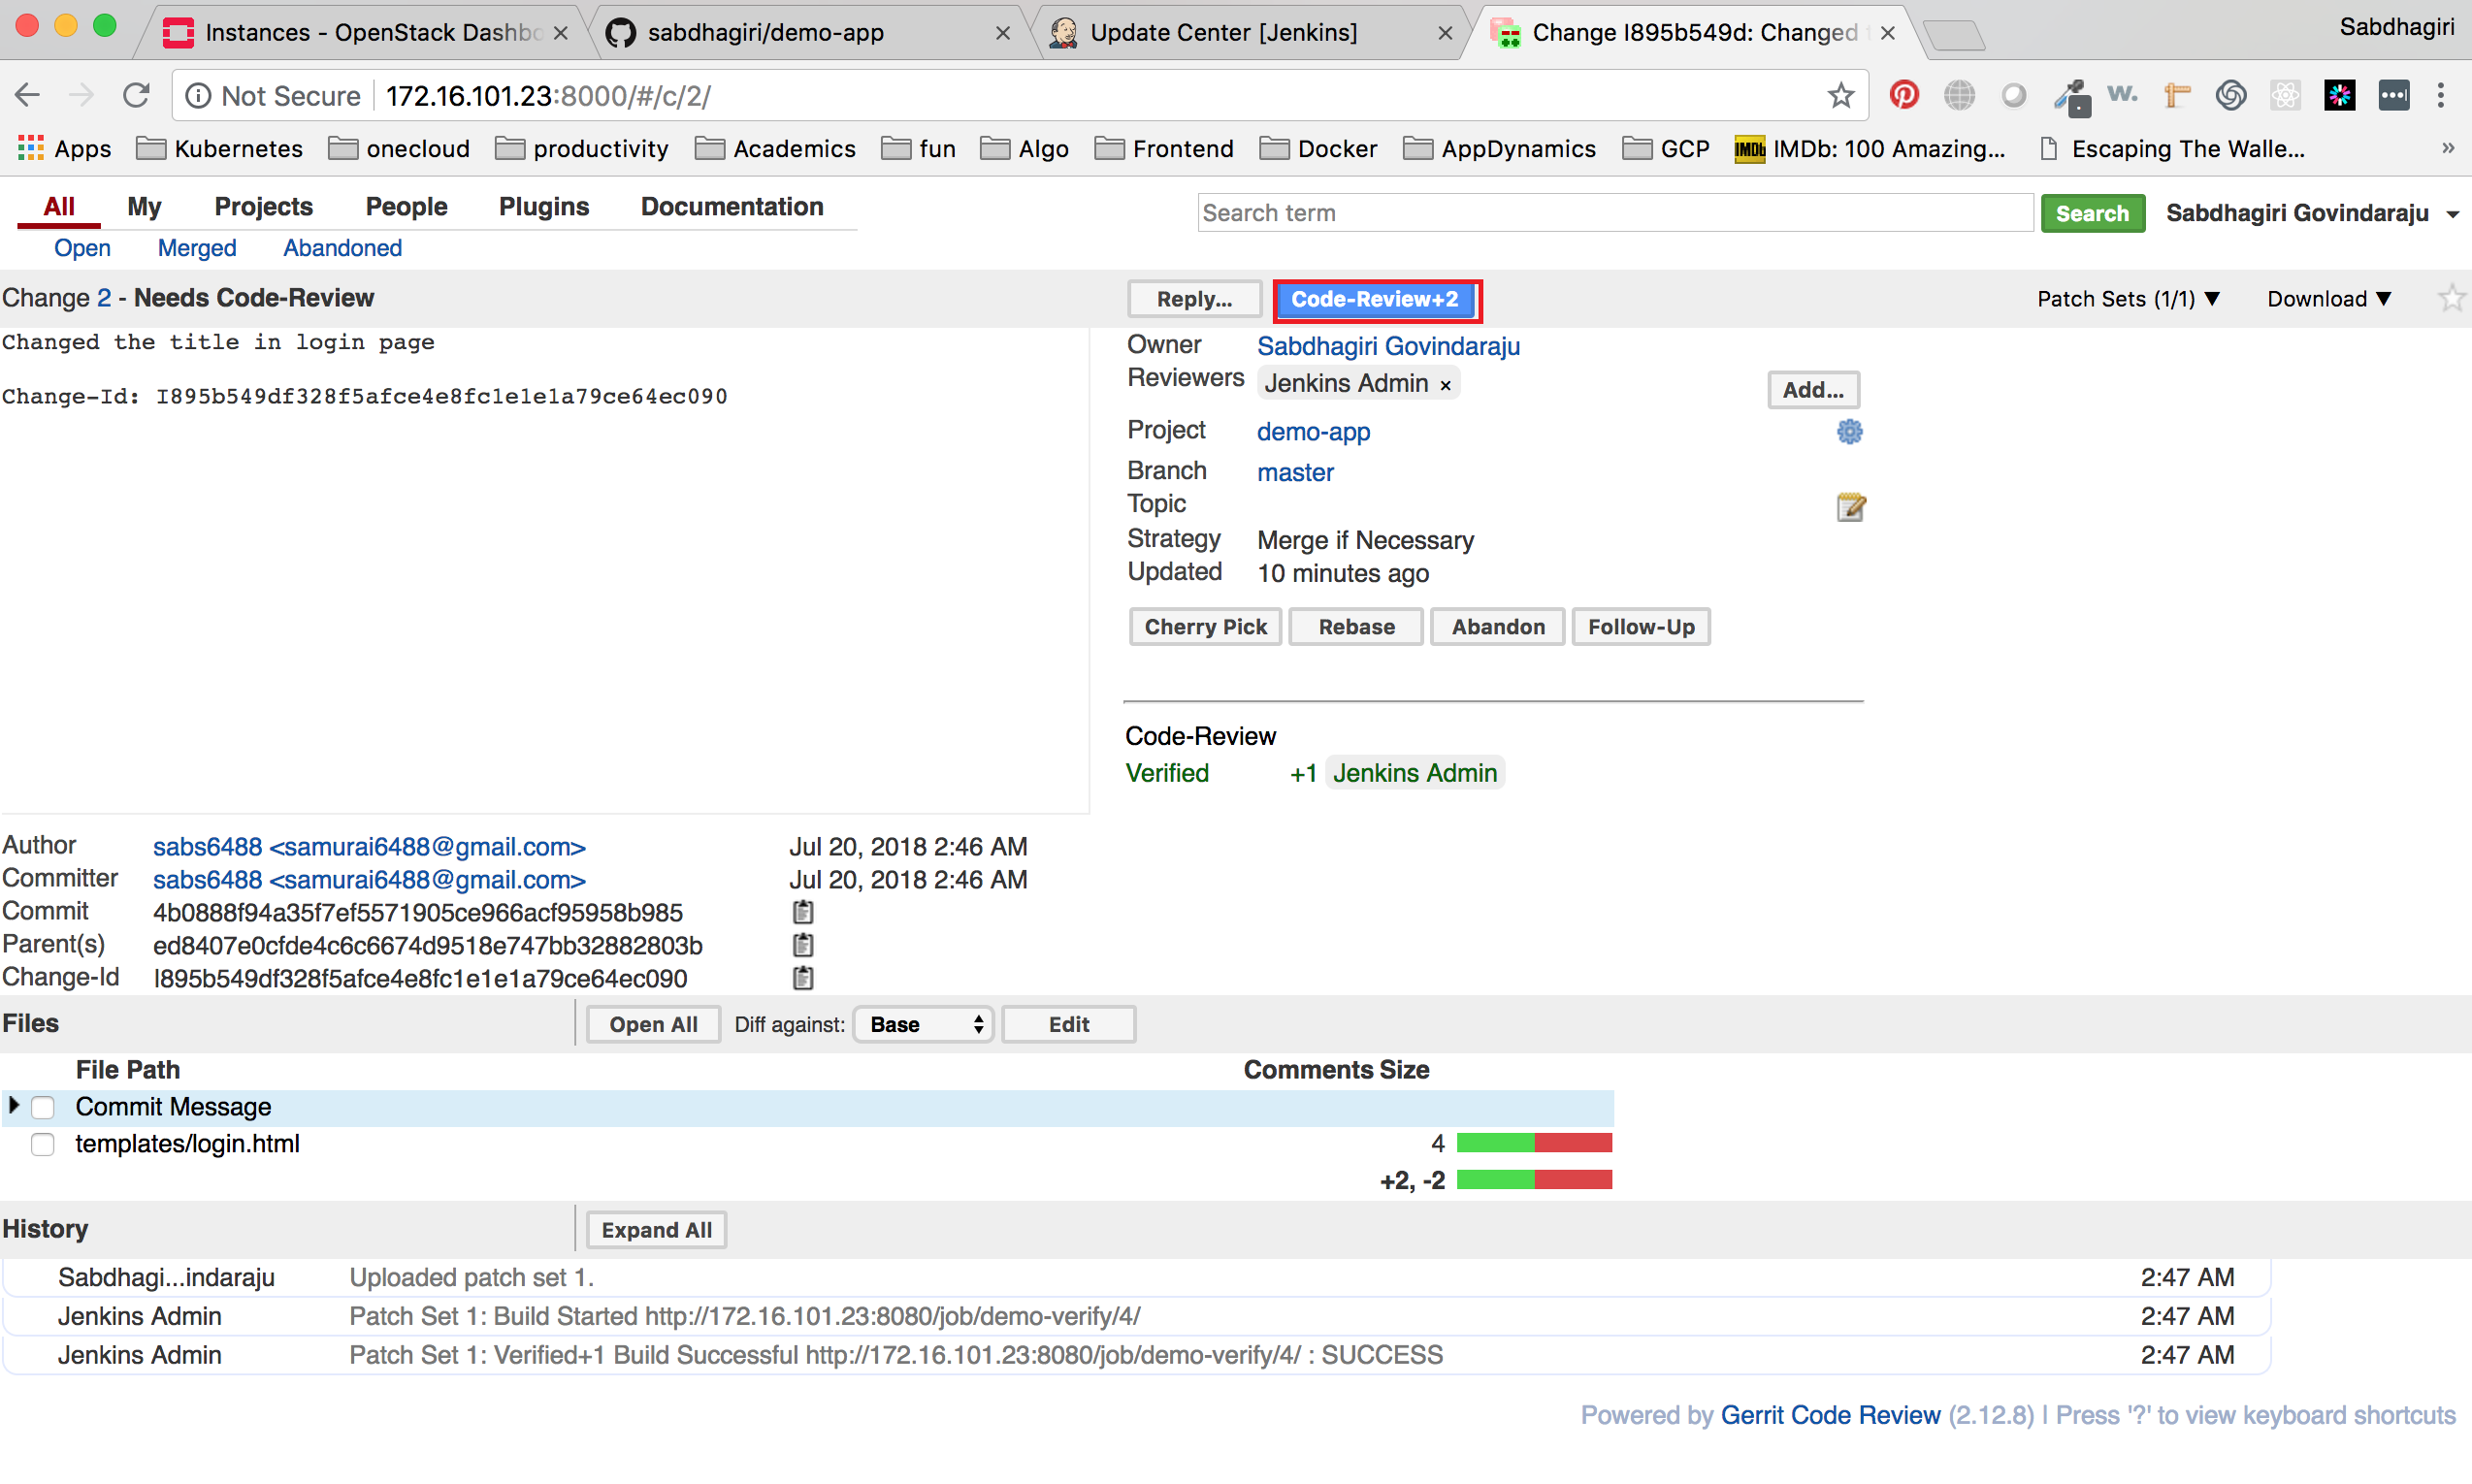 Instances - OpenStack Dashbo
sabdhagiri/demo-app
Update Center [Jenkins]
Change I895b549d: Changed
Sabdhagiri
Not Secure
172.16.101.23:8000/#/c/2/
Apps
Kubernetes
onecloud
productivity
Academics
fun
Algo
Frontend
Docker
AppDynamics
GCP
IMDb
IMDb: 100 Amazing...
Escaping The Walle...
»
All My Projects People Plugins Documentation
Search term
Search
Sabdhagiri Govindaraju
Open Merged Abandoned
Change 2 - Needs Code-Review
Reply...
Code-Review+2
Patch Sets (1/1) ▼
Download ▼
Changed the title in login page
Change-Id: I895b549df328f5afce4e8fc1e1e1a79ce64ec090
Owner Sabdhagiri Govindaraju
Reviewers Jenkins Admin ×
Add...
Project demo-app
Branch master
Topic
Strategy Merge if Necessary
Updated 10 minutes ago
Cherry Pick Rebase Abandon Follow-Up
Code-Review
Verified +1 Jenkins Admin
Author sabs6488 <samurai6488@gmail.com> Jul 20, 2018 2:46 AM
Committer sabs6488 <samurai6488@gmail.com> Jul 20, 2018 2:46 AM
Commit 4b0888f94a35f7ef5571905ce966acf95958b985
Parent(s) ed8407e0cfde4c6c6674d9518e747bb32882803b
Change-Id I895b549df328f5afce4e8fc1e1e1a79ce64ec090
Files
Open All Diff against: Base Edit
File Path Comments Size
Commit Message
templates/login.html 4
+2, -2
History
Expand All
Sabdhagi...indaraju Uploaded patch set 1. 2:47 AM
Jenkins Admin Patch Set 1: Build Started http://172.16.101.23:8080/job/demo-verify/4/ 2:47 AM
Jenkins Admin Patch Set 1: Verified+1 Build Successful http://172.16.101.23:8080/job/demo-verify/4/ : SUCCESS 2:47 AM
Powered by Gerrit Code Review (2.12.8) | Press '?' to view keyboard shortcuts